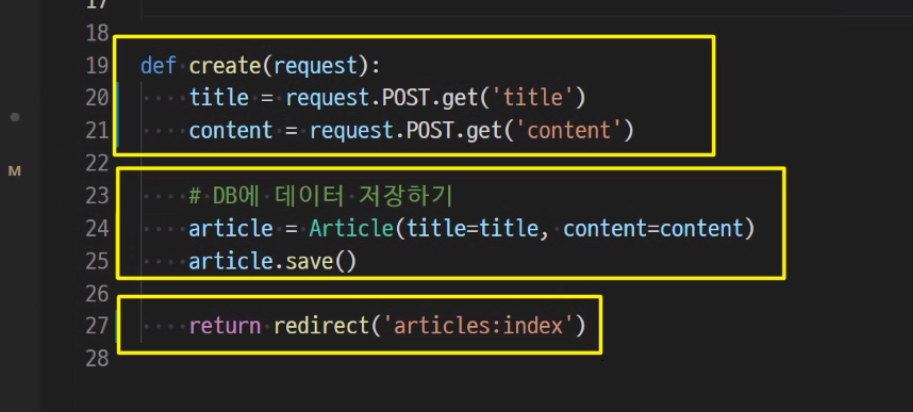 17
18
19 def create(request):
20     title = request.POST.get('title')
21     content = request.POST.get('content')
22
23     # DB에 데이터 저장하기
24     article = Article(title=title, content=content)
25     article.save()
26
27     return redirect('articles:index')
28
M